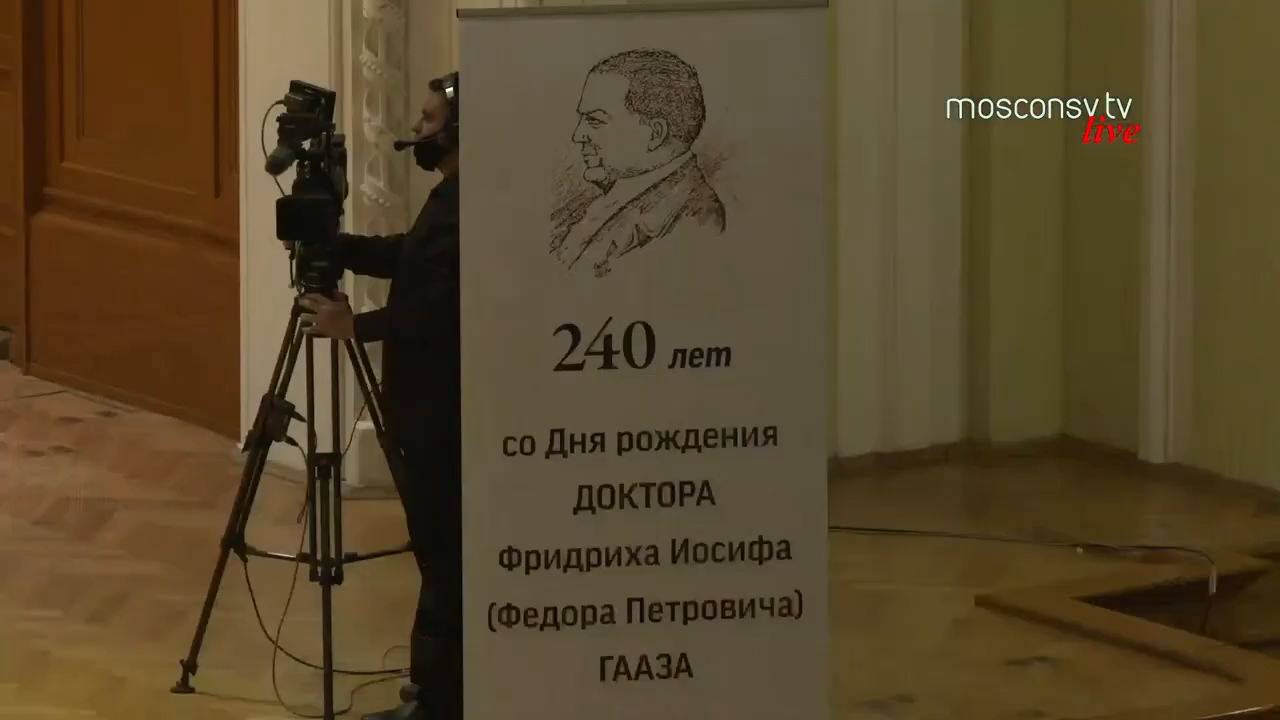 mosconsv tv
live
240 лет
со Дня рождения
ДОКТОРА
Фридриха Иосифа
(Федора Петровича)
ГААЗА